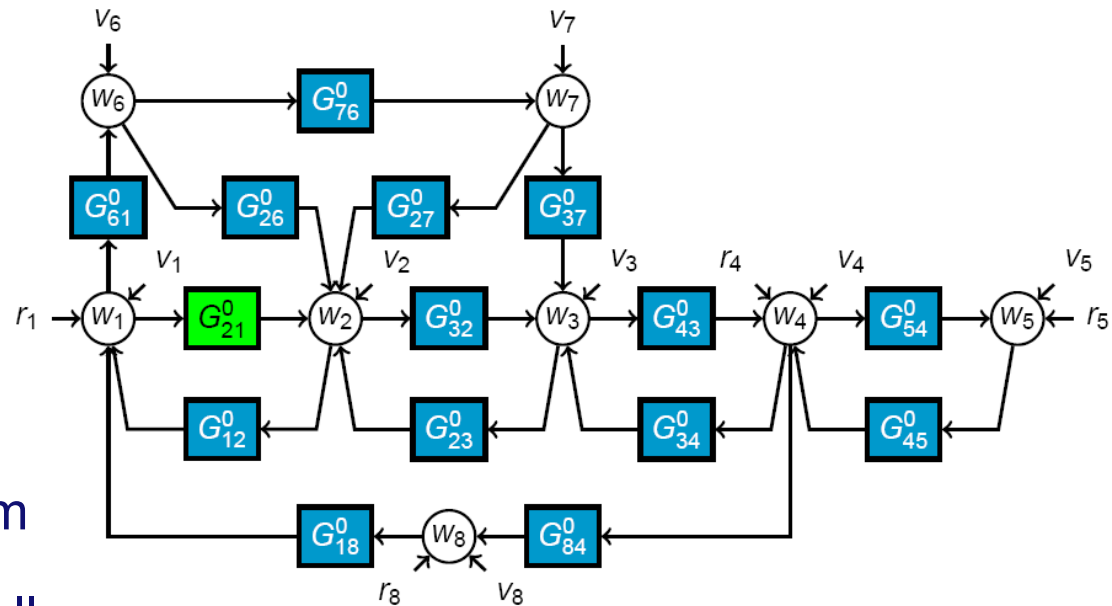 v6 v7
w6 G⁰76 w7
G⁰61 G⁰26 G⁰27 G⁰37
v1 v2 v3 r4 v4 v5
r1 w1 G⁰21 w2 G⁰32 w3 G⁰43 w4 G⁰54 w5 r5
G⁰12 G⁰23 G⁰34 G⁰45
G⁰18 w8 G⁰84
r8 v8